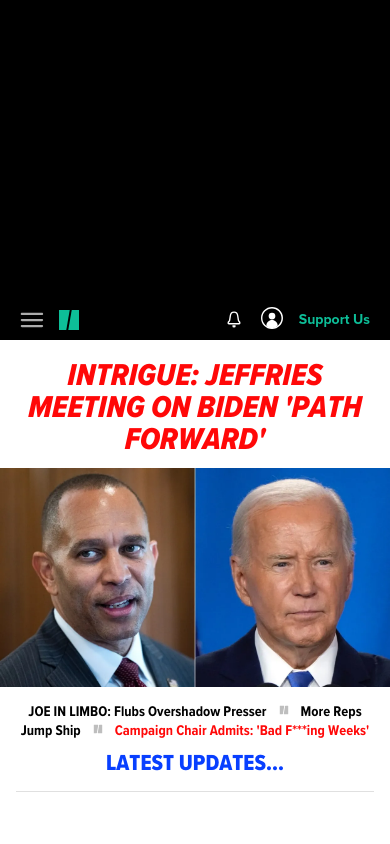 Support Us
INTRIGUE: JEFFRIES
MEETING ON BIDEN 'PATH
FORWARD'
JOE IN LIMBO: Flubs Overshadow Presser More Reps
Jump Ship Campaign Chair Admits: 'Bad F***ing Weeks'
LATEST UPDATES...